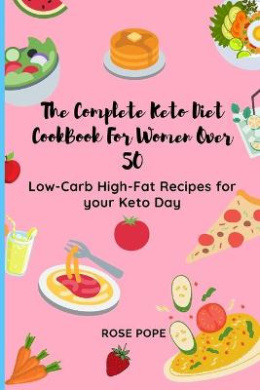 The Complete Keto Diet
CookBook For Women Over
50
Low-Carb High-Fat Recipes for
your Keto Day
ROSE POPE